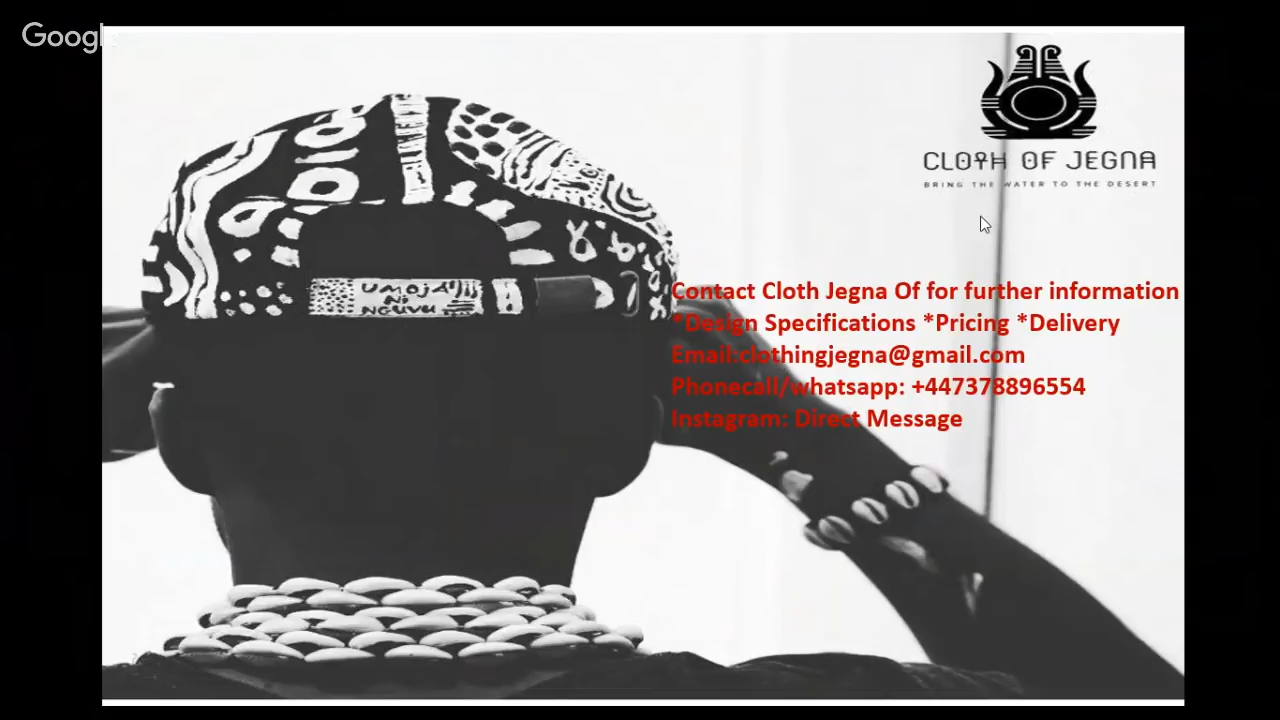 Google
CLOTH OF JEGNA
BRING THE WATER TO THE DESERT
UMOJA
Ni
NGUVU
Contact Cloth Jegna Of for further information
*Design Specifications *Pricing *Delivery
Email:clothingjegna@gmail.com
Phonecall/whatsapp: +447378896554
Instagram: Direct Message